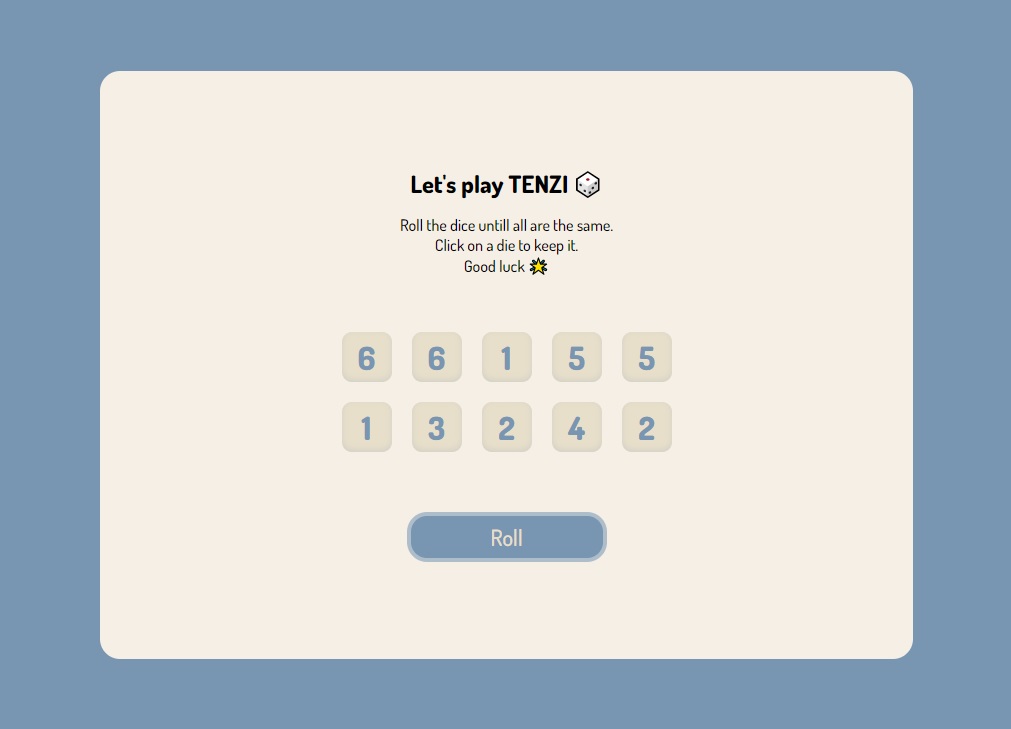 Let's play TENZI 🎲
Roll the dice untill all are the same.
Click on a die to keep it.
Good luck 🌟
6 6 1 5 5
1 3 2 4 2
Roll